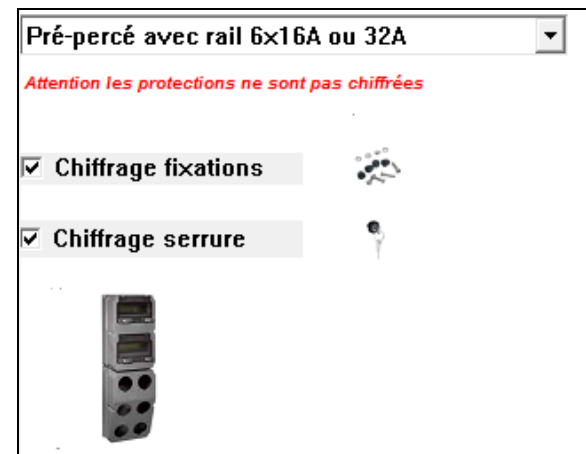 Pré-percé avec rail 6x16A ou 32A
Attention les protections ne sont pas chiffrées
Chiffrage fixations
Chiffrage serrure